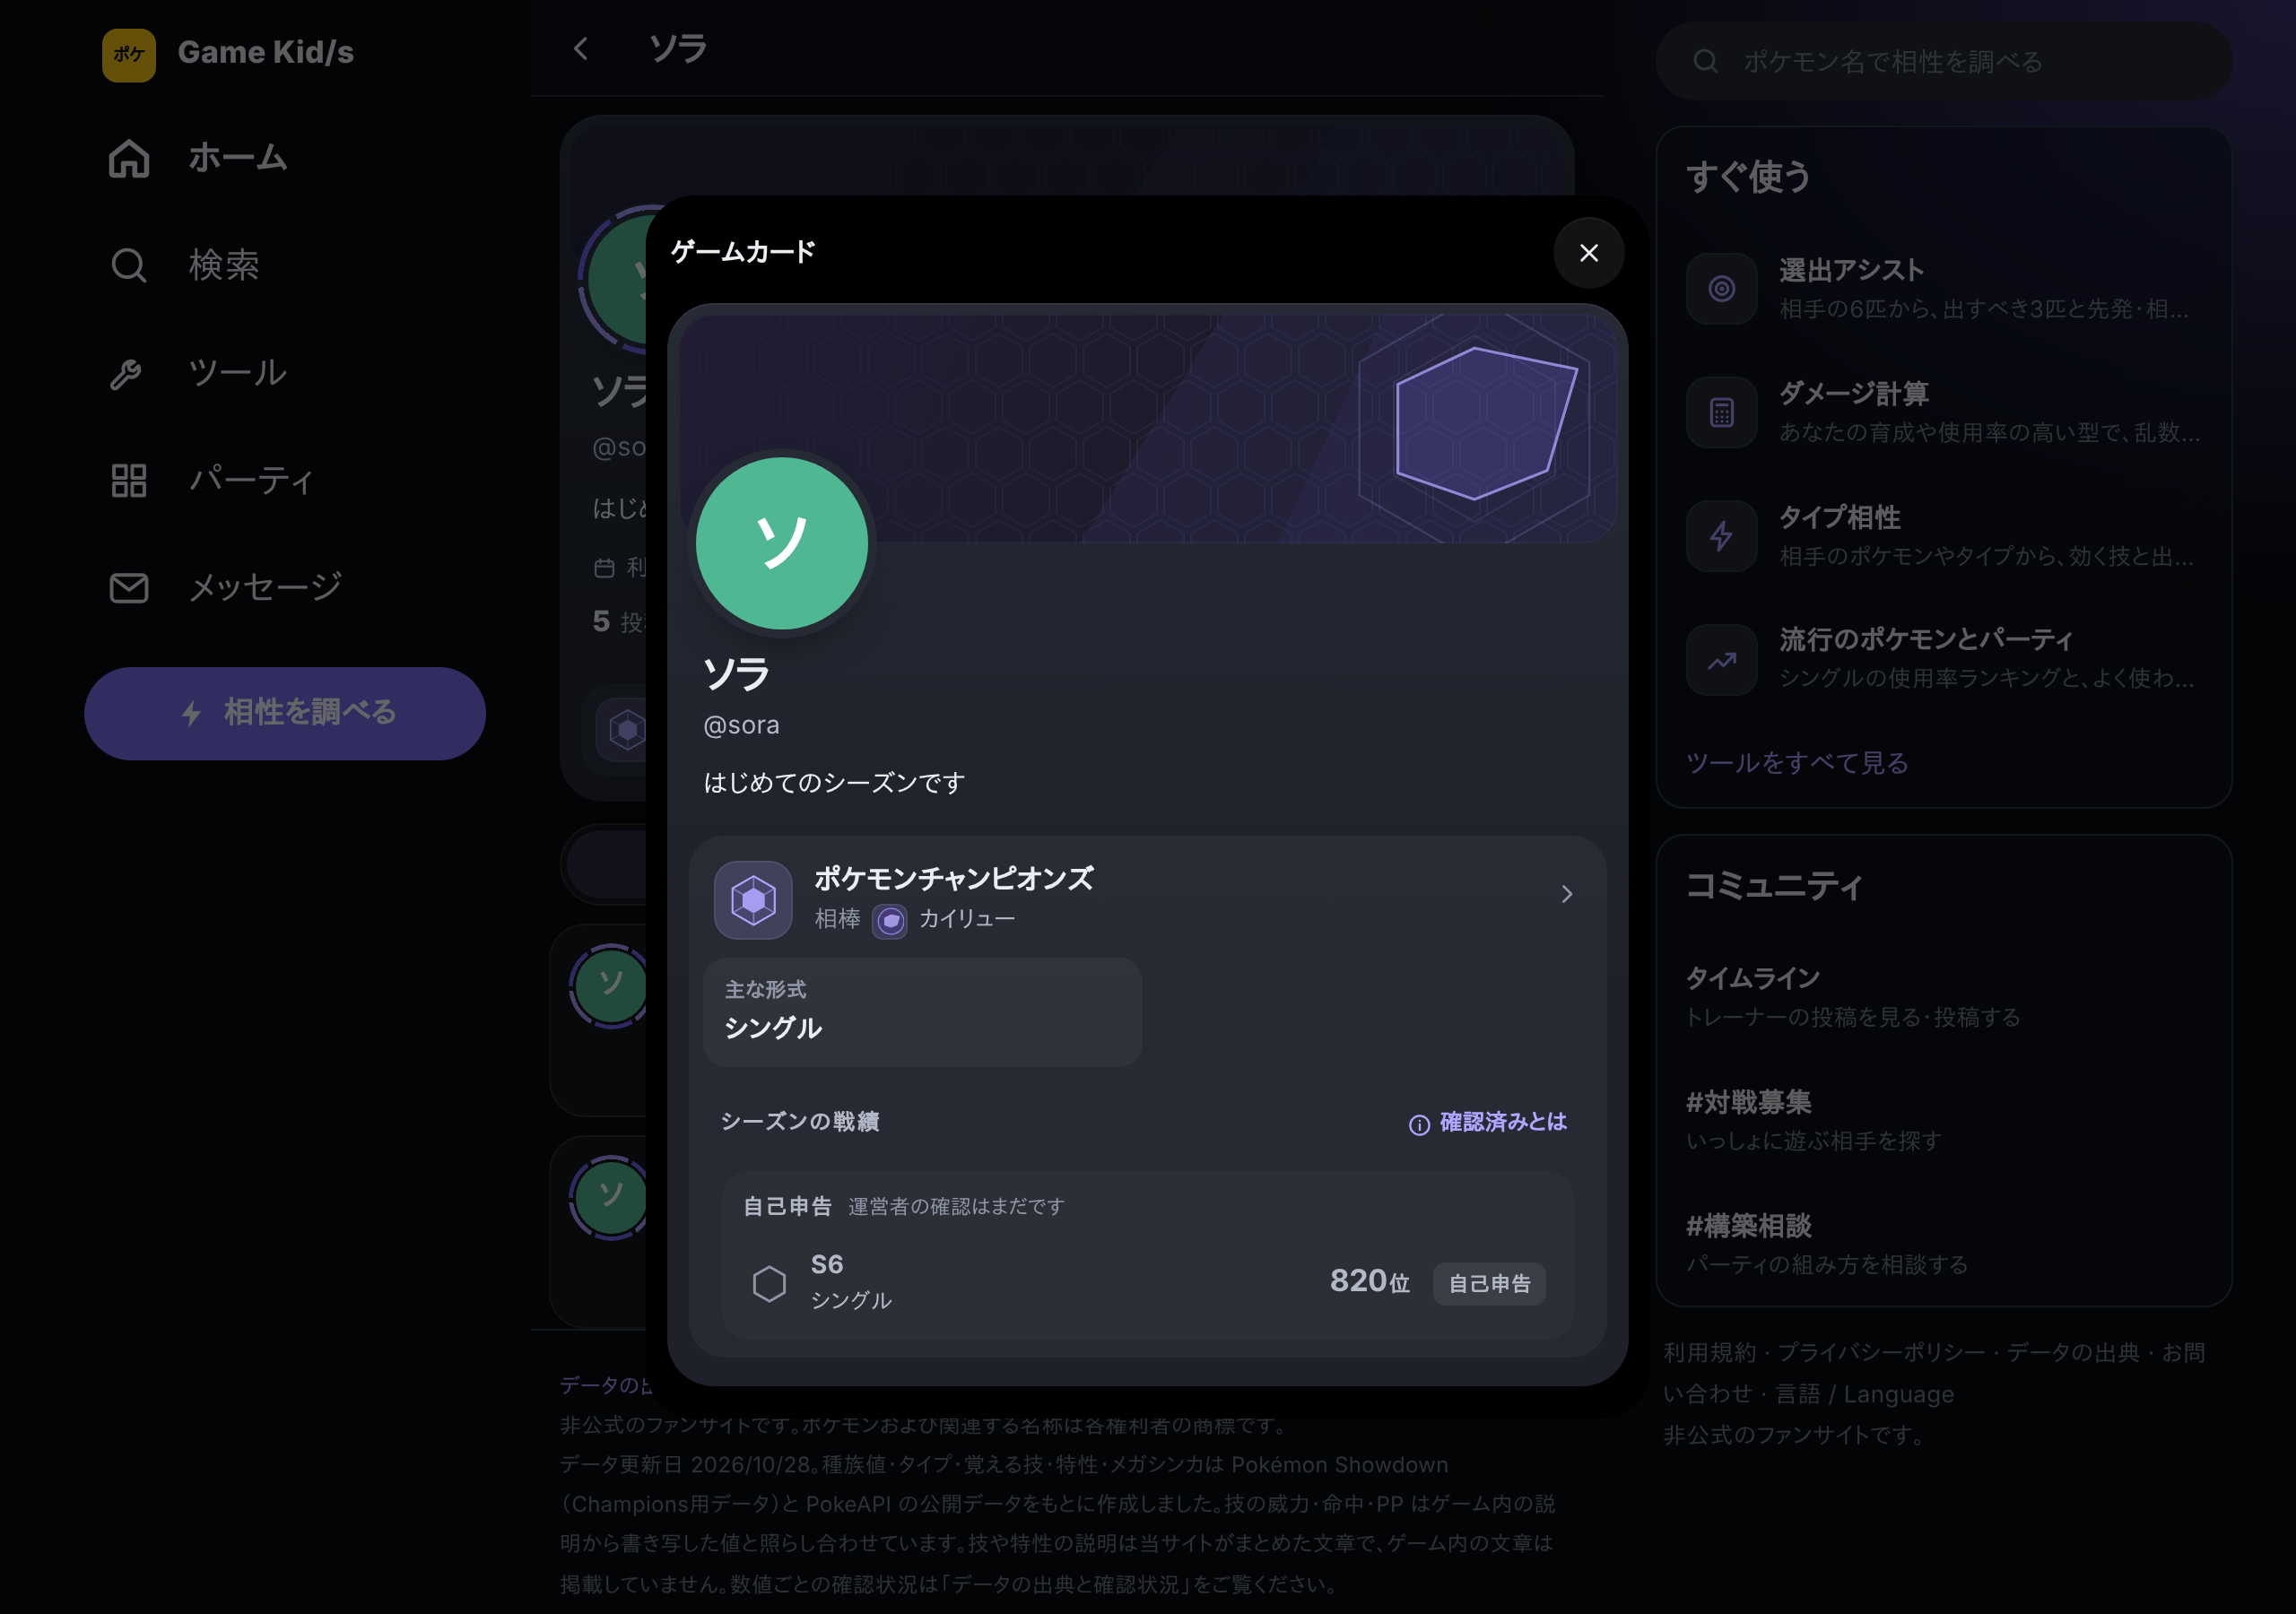 ポケ Game Kid/s
ホーム
検索
ツール
パーティ
メッセージ
相性を調べる
ソラ
ソラ
@so
はじ
利
5 投
ゲームカード
ソ
ソラ
@sora
はじめてのシーズンです
ポケモンチャンピオンズ
相棒 カイリュー
主な形式
シングル
シーズンの戦績
確認済みとは
自己申告 運営者の確認はまだです
S6
シングル
820位 自己申告
ソ
ソ
データの
非公式のファンサイトです。ポケモンおよび関連する名称は各権利者の商標です。
データ更新日 2026/10/28。種族値・タイプ・覚える技・特性・メガシンカは Pokémon Showdown
（Champions用データ）と PokeAPI の公開データをもとに作成しました。技の威力・命中・PP はゲーム内の説
明から書き写した値と照らし合わせています。技や特性の説明は当サイトがまとめた文章で、ゲーム内の文章は
掲載していません。数値ごとの確認状況は「データの出典と確認状況」をご覧ください。
ポケモン名で相性を調べる
すぐ使う
選出アシスト
相手の6匹から、出すべき3匹と先発・相…
ダメージ計算
あなたの育成や使用率の高い型で、乱数…
タイプ相性
相手のポケモンやタイプから、効く技と出…
流行のポケモンとパーティ
シングルの使用率ランキングと、よく使わ…
ツールをすべて見る
コミュニティ
タイムライン
トレーナーの投稿を見る・投稿する
#対戦募集
いっしょに遊ぶ相手を探す
#構築相談
パーティの組み方を相談する
利用規約 · プライバシーポリシー · データの出典 · お問
い合わせ · 言語 / Language
非公式のファンサイトです。